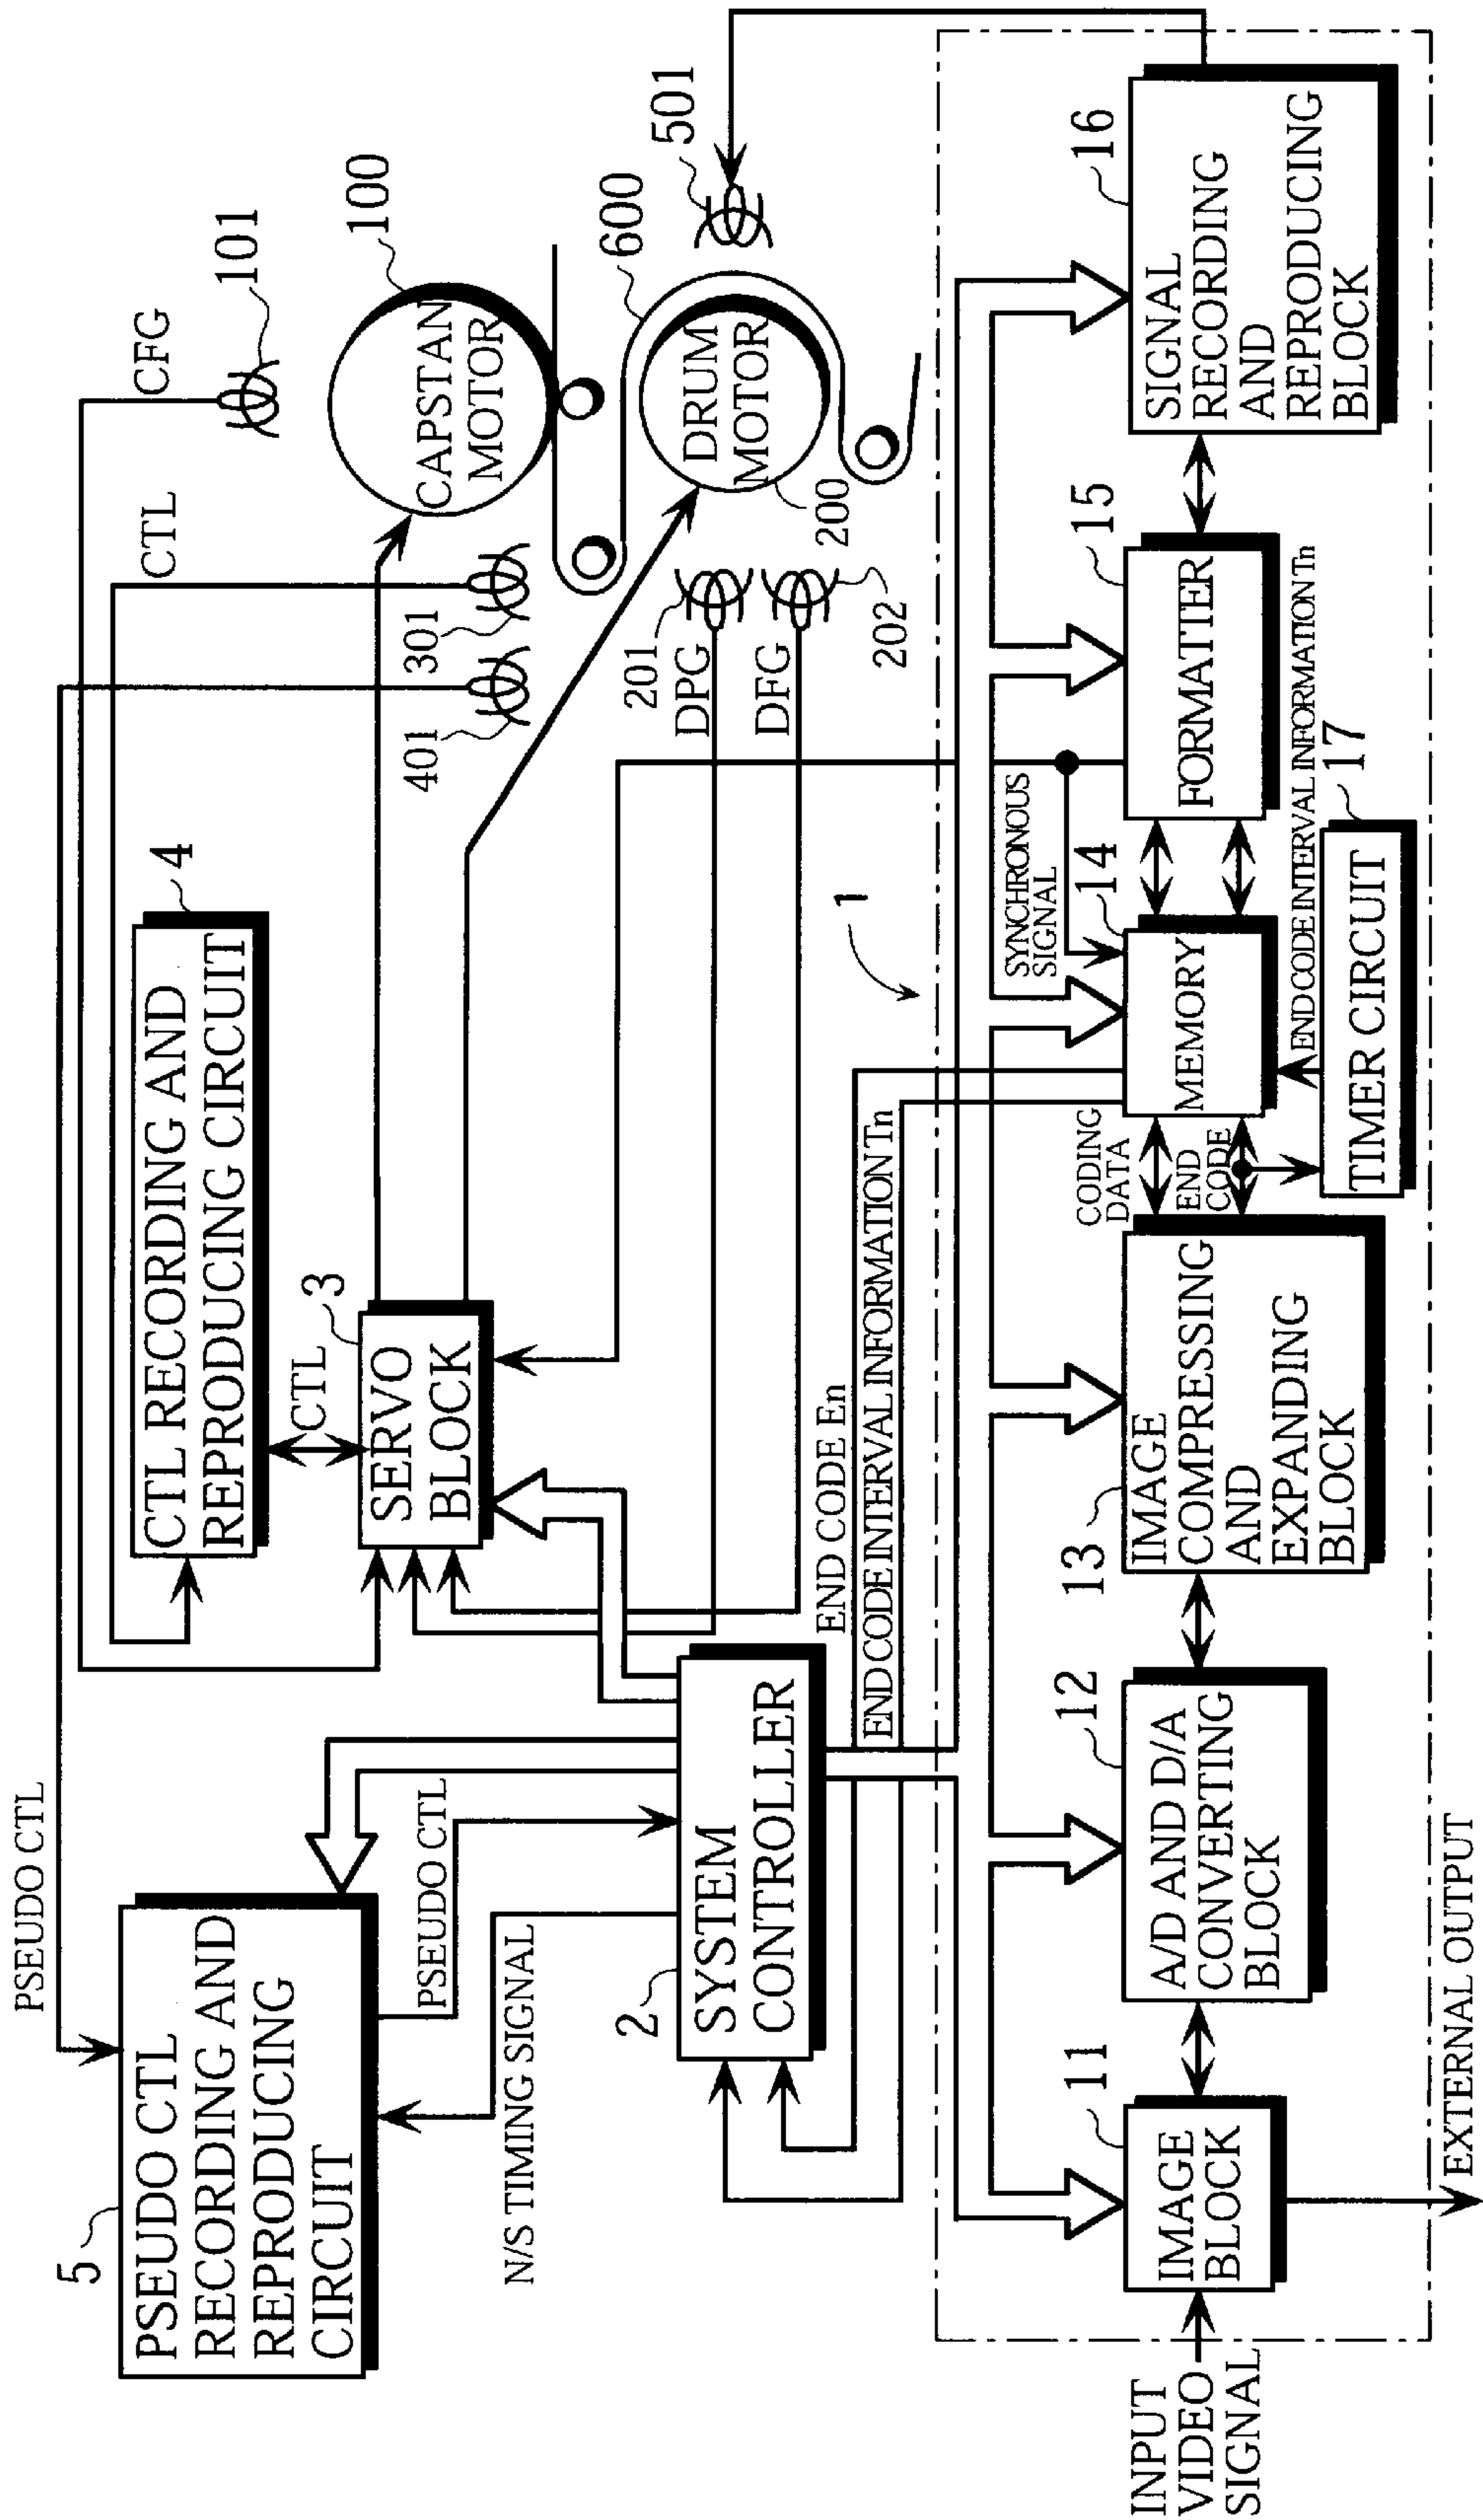 PSEUDO CTL
CFG
101
CTL
5
PSEUDO CTL
RECORDING AND
REPRODUCING
CIRCUIT
CTL RECORDING AND
REPRODUCING CIRCUIT
4
100
CAPSTAN
MOTOR
CTL
3
SERVO
BLOCK
301
401
PSEUDO CTL
N/S TIMING SIGNAL
2
SYSTEM
CONTROLLER
600
501
DRUM
MOTOR
200
201
DPG
DFG
202
END CODE En
END CODE INTERVAL INFORMATION Tn
1
SYNCHRONOUS
SIGNAL
INPUT
VIDEO
SIGNAL
11
IMAGE
BLOCK
12
A/D AND D/A
CONVERTING
BLOCK
13
IMAGE
COMPRESSING
AND
EXPANDING
BLOCK
CODING
DATA
END
CODE
14
MEMORY
15
FORMATTER
16
SIGNAL
RECORDING
AND
REPRODUCING
BLOCK
END CODE INTERVAL INFORMATION Tn
17
TIMER CIRCUIT
EXTERNAL OUTPUT